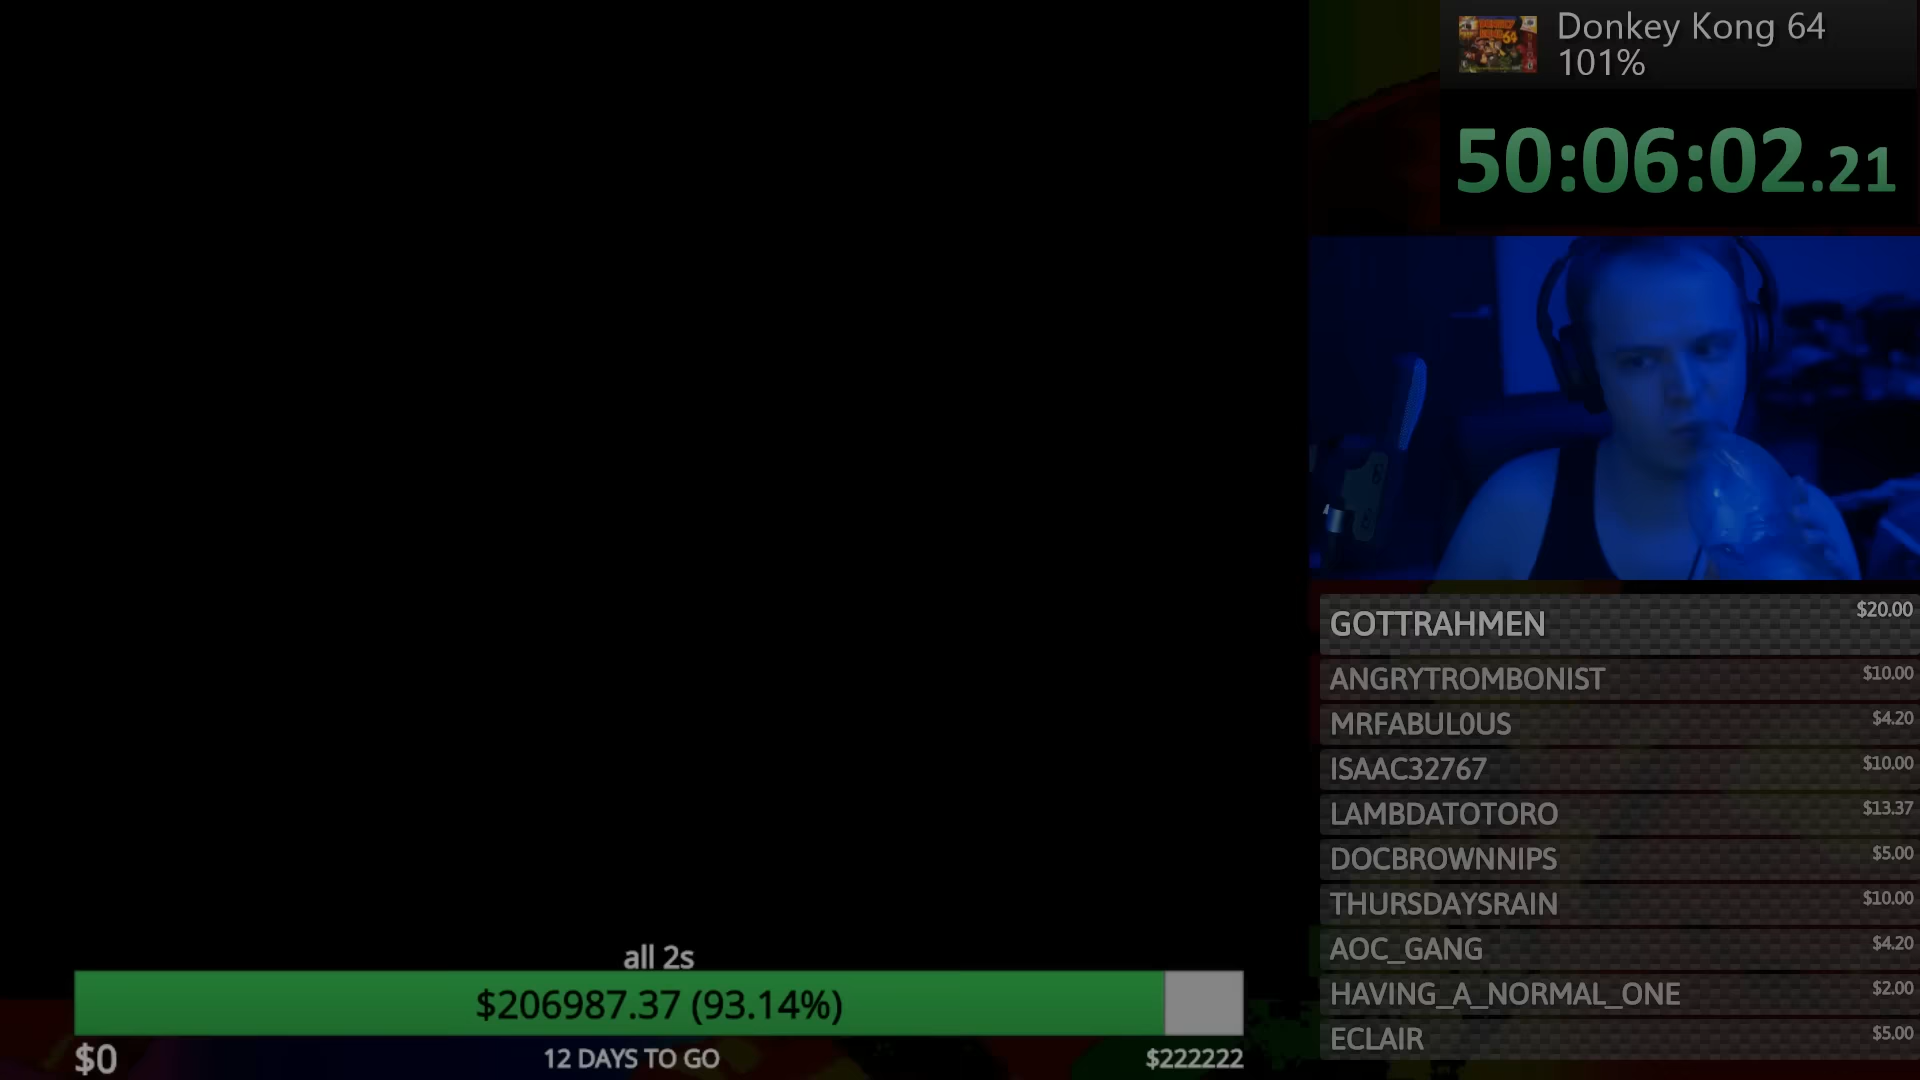 Donkey Kong 64
101%
50:06:02.21
GOTTRAHMEN $20.00
ANGRYTROMBONIST $10.00
MRFABUL0US $4.20
ISAAC32767 $10.00
LAMBDATOTORO $13.37
DOCBROWNNIPS $5.00
THURSDAYSRAIN $10.00
AOC_GANG $4.20
HAVING_A_NORMAL_ONE $2.00
ECLAIR $5.00
all 2s
$206987.37 (93.14%)
$0 12 DAYS TO GO $222222